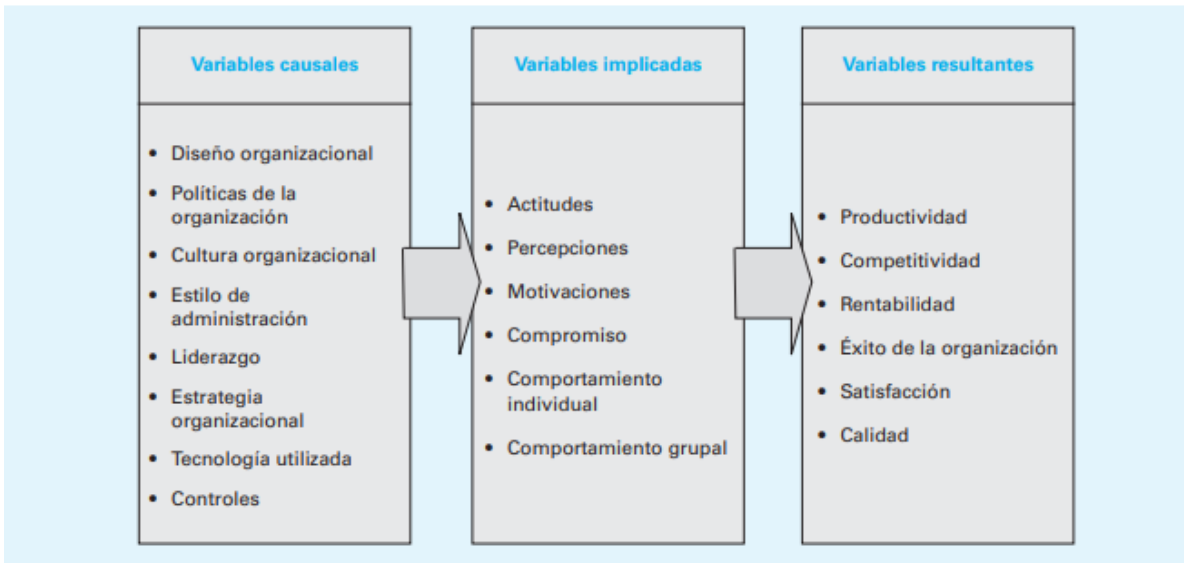 Variables causales
• Diseño organizacional
• Políticas de la
organización
• Cultura organizacional
• Estilo de
administración
• Liderazgo
• Estrategia
organizacional
• Tecnología utilizada
• Controles
Variables implicadas
• Actitudes
• Percepciones
• Motivaciones
• Compromiso
• Comportamiento
individual
• Comportamiento grupal
Variables resultantes
• Productividad
• Competitividad
• Rentabilidad
• Éxito de la organización
• Satisfacción
• Calidad